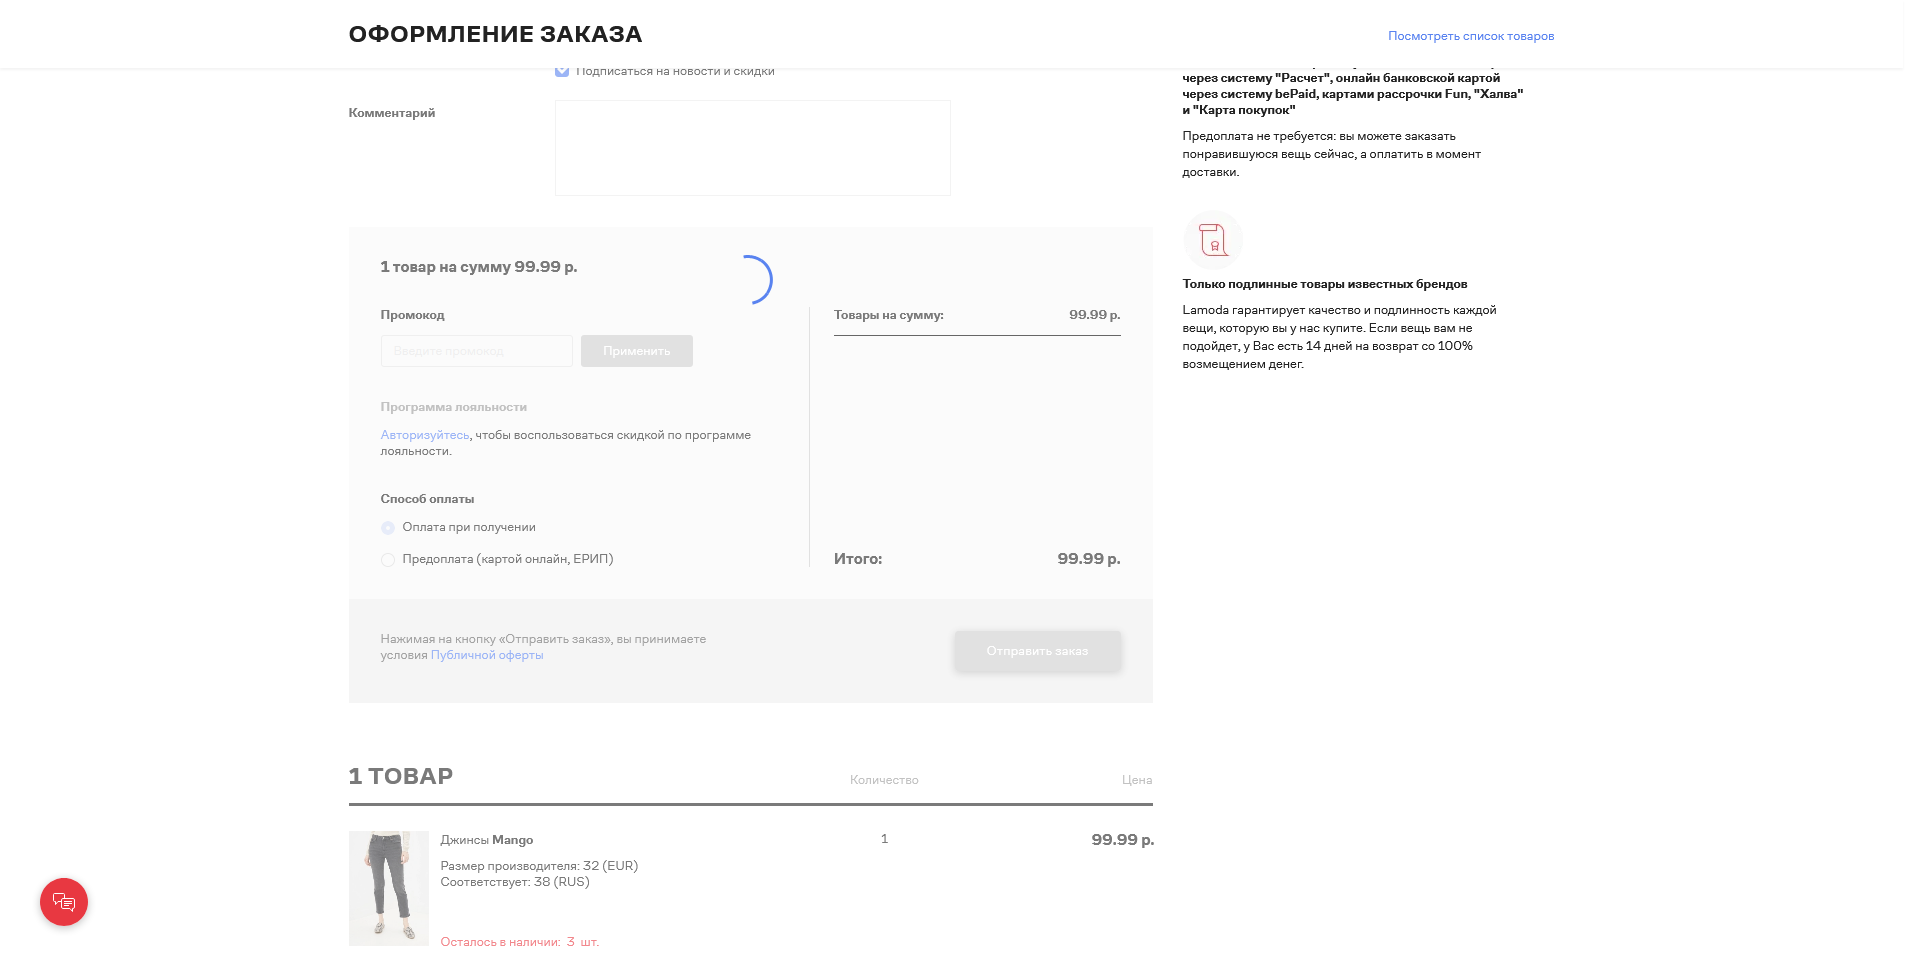 ОФОРМЛЕНИЕ ЗАКАЗА
Посмотреть список товаров
Подписаться на новости и скидки
Комментарий
1 товар на сумму 99.99 р.
Промокод
Введите промокод
Применить
Программа лояльности
Авторизуйтесь, чтобы воспользоваться скидкой по программе
лояльности.
Способ оплаты
Оплата при получении
Предоплата (картой онлайн, ЕРИП)
Товары на сумму: 99.99 р.
Итого: 99.99 р.
Нажимая на кнопку «Отправить заказ», вы принимаете
условия Публичной оферты
Отправить заказ
1 ТОВАР
Количество
Цена
Джинсы Mango
1
99.99 р.
Размер производителя: 32 (EUR)
Соответствует: 38 (RUS)
Осталось в наличии: 3 шт.
через систему "Расчет", онлайн банковской картой
через систему bePaid, картами рассрочки Fun, "Халва"
и "Карта покупок"
Предоплата не требуется: вы можете заказать
понравившуюся вещь сейчас, а оплатить в момент
доставки.
Только подлинные товары известных брендов
Lamoda гарантирует качество и подлинность каждой
вещи, которую вы у нас купите. Если вещь вам не
подойдет, у Вас есть 14 дней на возврат со 100%
возмещением денег.